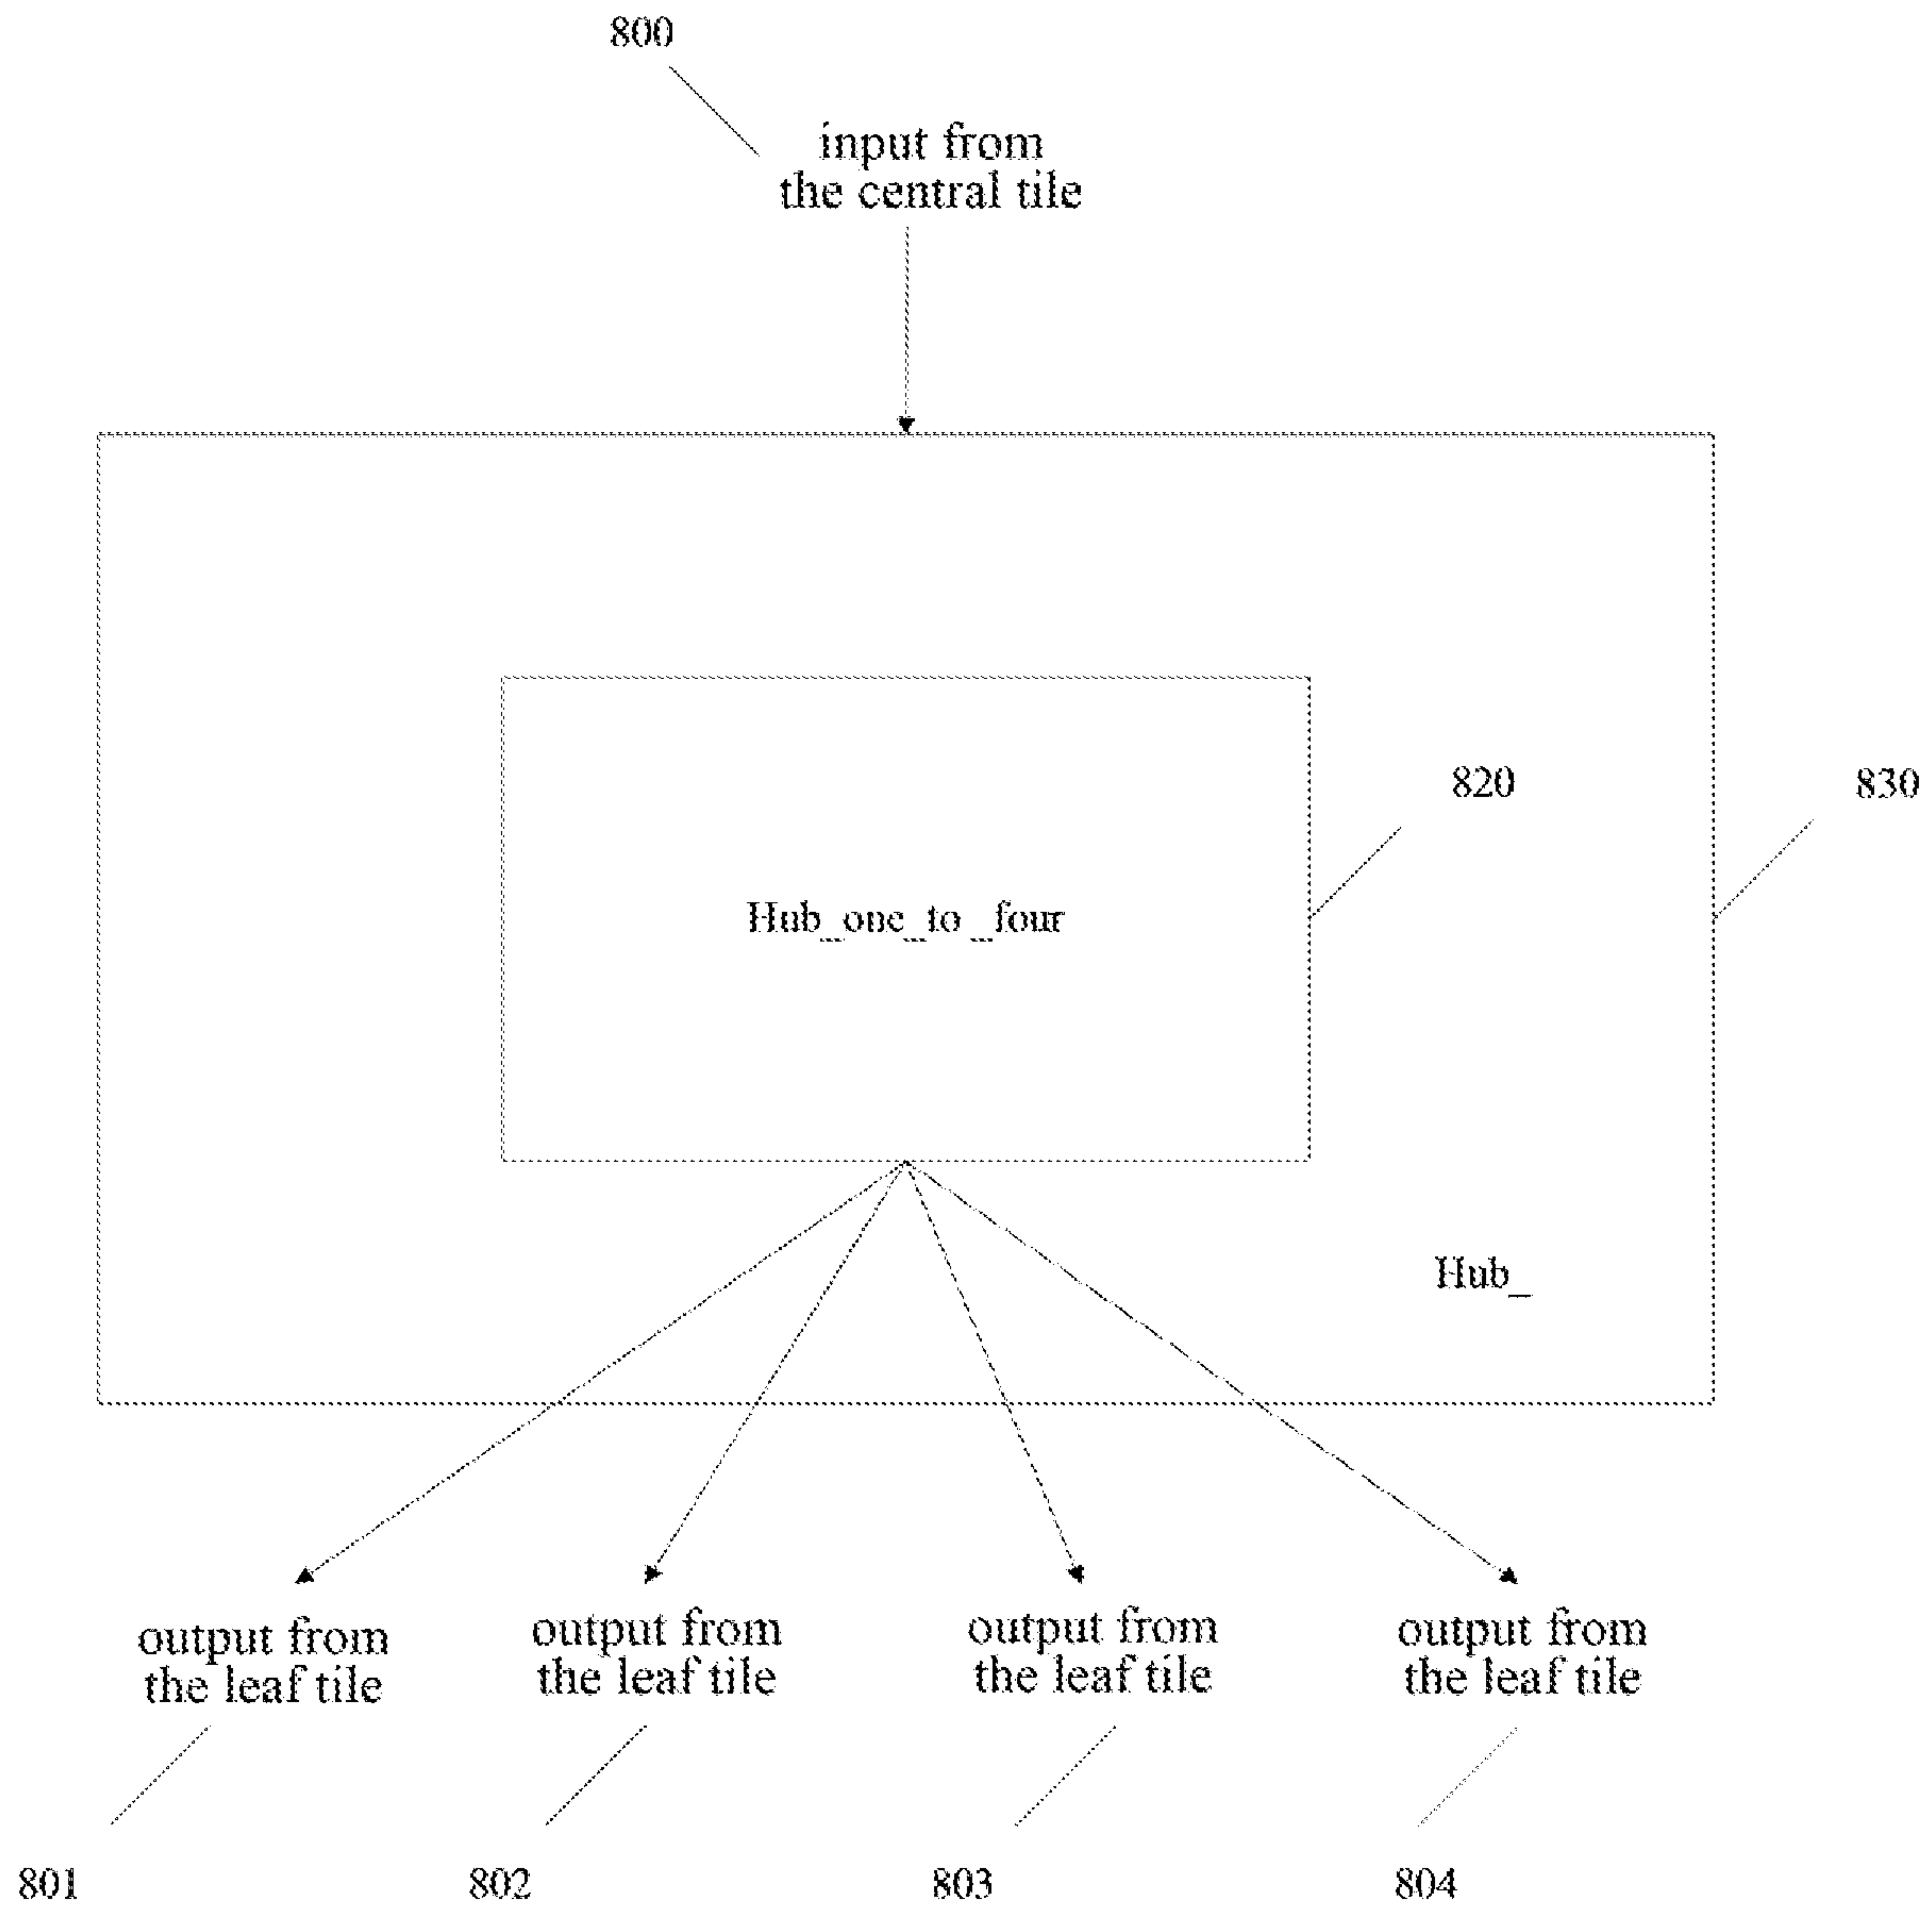 800
input from
the central tile
820
830
Hub_one_to _four
Hub_
output from
the leaf tile
output from
the leaf tile
output from
the leaf tile
output from
the leaf tile
801
802
803
804